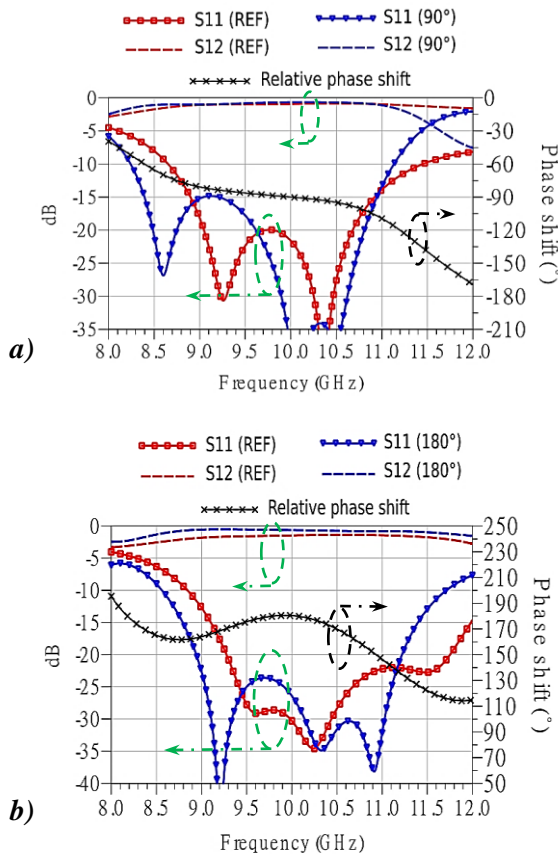 S11 (REF) S11 (90°)
S12 (REF) S12 (90°)
Relative phase shift
0 0
-5 -30
-10 -60
-15 -90
-20 -120
-25 -150
-30 -180
-35 -210
dB
Phase shift(°)
8.0 8.5 9.0 9.5 10.0 10.5 11.0 11.5 12.0
Frequency(GHz)
a)
S11 (REF) S11 (180°)
S12 (REF) S12 (180°)
Relative phase shift
0 250
-5 230
-10 210
-15 190
-20 170
-25 150
-30 130
-35 110
-40 90
70
50
dB
Phase shift(°)
8.0 8.5 9.0 9.5 10.0 10.5 11.0 11.5 12.0
Frequency(GHz)
b)